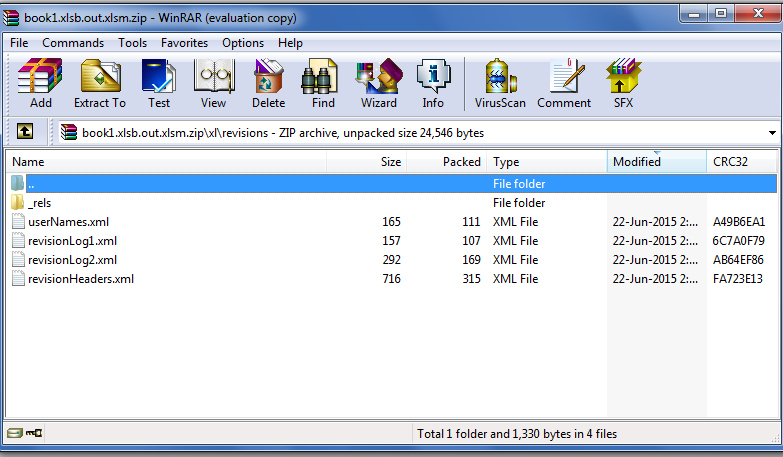 book1.xlsb.out.xlsm.zip - WinRAR (evaluation copy)
File Commands Tools Favorites Options Help
Add Extract To Test View Delete Find Wizard Info VirusScan Comment SFX
book1.xlsb.out.xlsm.zip\xl\revisions - ZIP archive, unpacked size 24,546 bytes
Name Size Packed Type Modified CRC32
.. File folder
_rels File folder
userNames.xml 165 111 XML File 22-Jun-2015 2:... A49B6EA1
revisionLog1.xml 157 107 XML File 22-Jun-2015 2:... 6C7A0F79
revisionLog2.xml 292 169 XML File 22-Jun-2015 2:... AB64EF86
revisionHeaders.xml 716 315 XML File 22-Jun-2015 2:... FA723E13
Total 1 folder and 1,330 bytes in 4 files